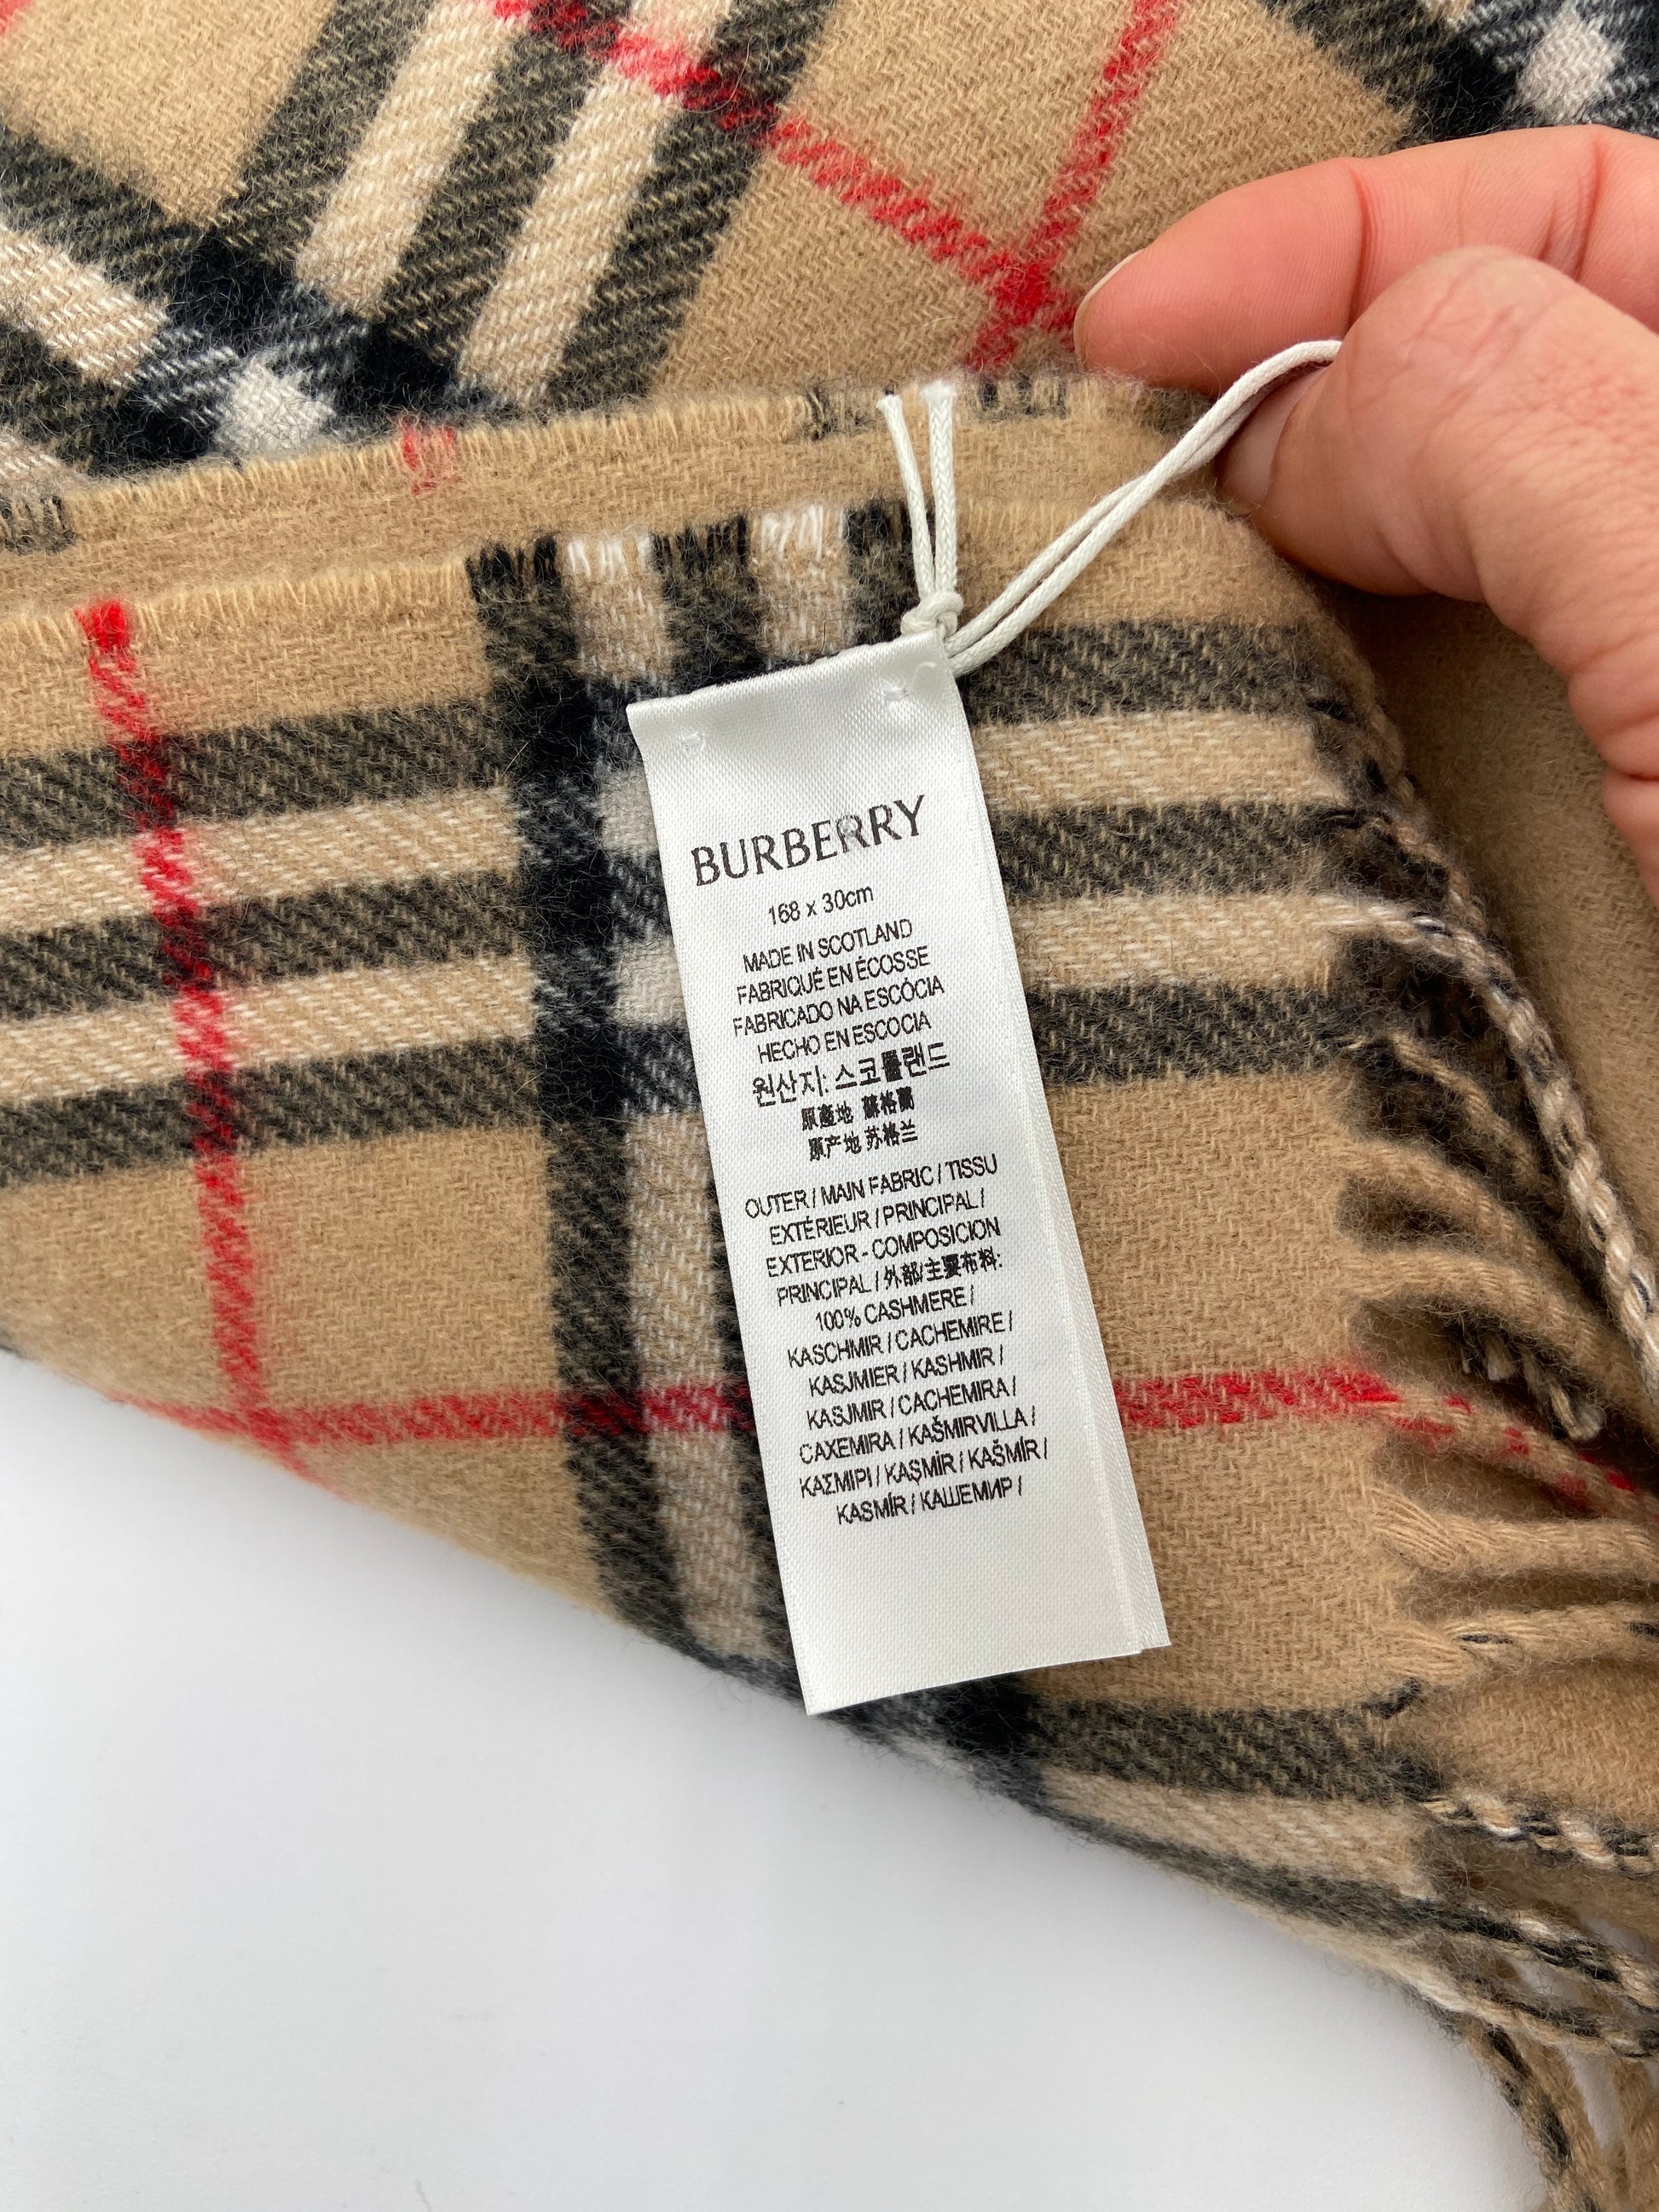 BURBERRY
168 x 30cm
MADE IN SCOTLAND
FABRIQUÉ EN ÉCOSSE
FABRICADO NA ESCÓCIA
HECHO EN ESCOCIA
원산지: 스코틀랜드
原產地 蘇格蘭
原产地 苏格兰
OUTER / MAIN FABRIC / TISSU
EXTÉRIEUR / PRINCIPAL /
EXTERIOR - COMPOSICION
PRINCIPAL / 外部/主要布料:
100% CASHMERE /
KASCHMIR / CACHEMIRE /
KASJMIER / KASHMIR /
KASJMIR / CACHEMIRA /
CAXEMIRA / KAŠMIRVILLA /
ΚΑΣΜΙΡΙ / KAŞMİR / KAŠMÍR /
KASMÍR / КАШЕМИР /